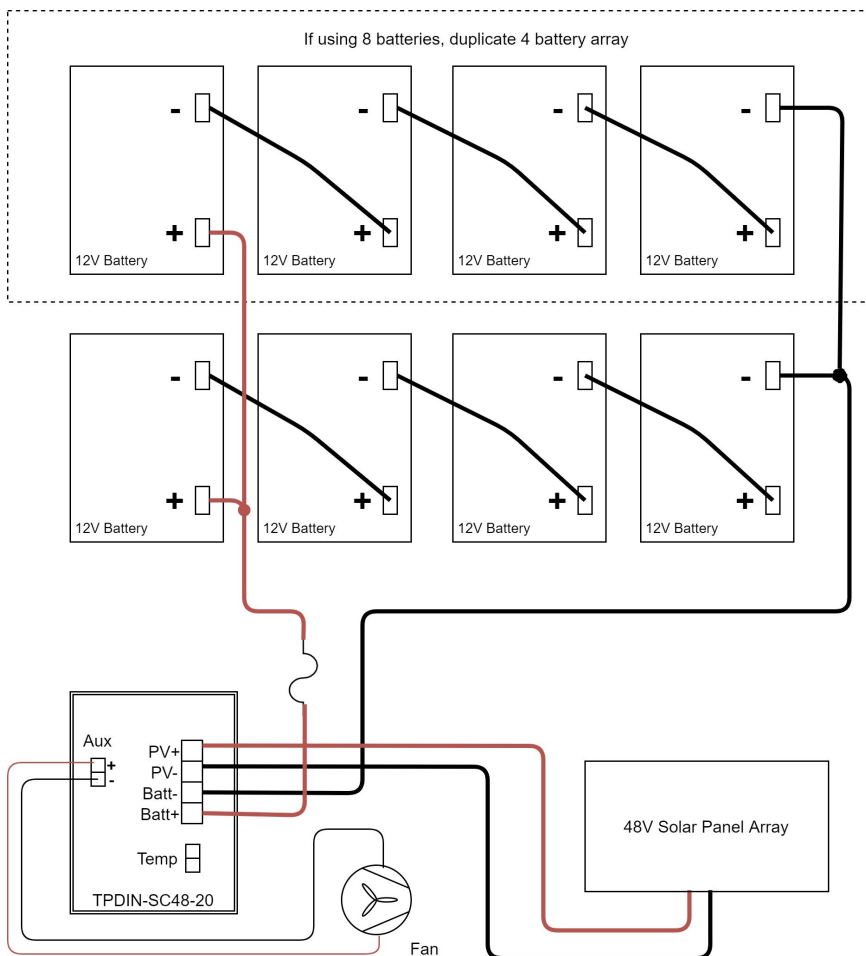 If using 8 batteries, duplicate 4 battery array
- - - -
+ + + +
12V Battery 12V Battery 12V Battery 12V Battery
- - - -
+ + + +
12V Battery 12V Battery 12V Battery 12V Battery
Aux
+
-
PV+
PV-
Batt-
Batt+
Temp
TPDIN-SC48-20
48V Solar Panel Array
Fan